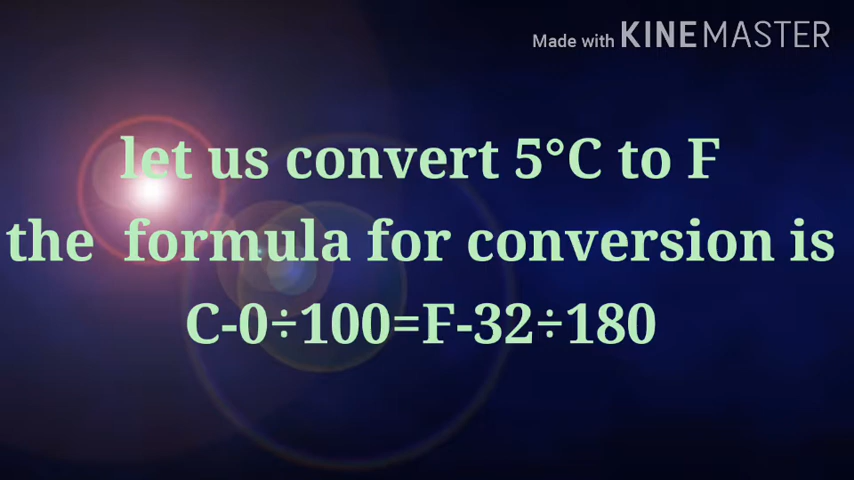 Made with KINEMASTER
let us convert 5°C to F
the formula for conversion is
C-0÷100=F-32÷180